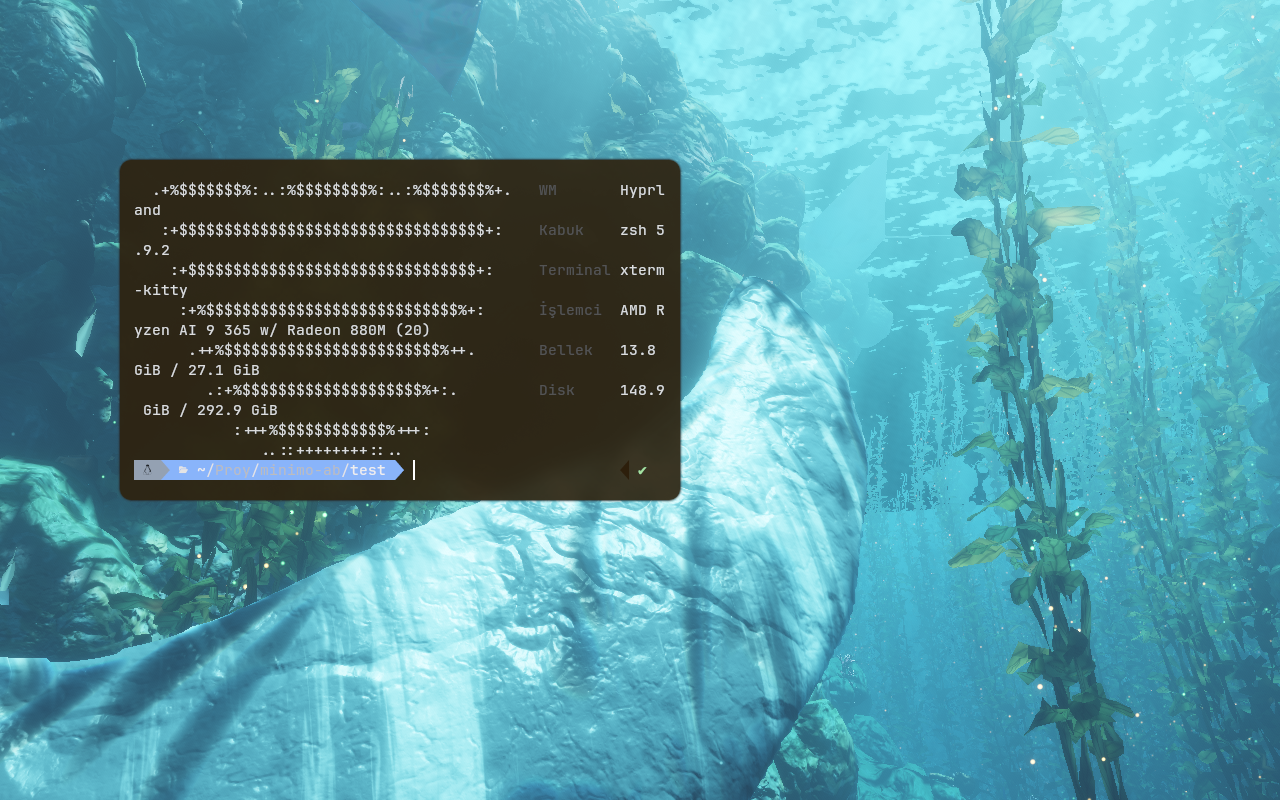 .+%$$$$$$$%:..:%$$$$$$$$%:..:%$$$$$$$%+. WM Hyprl
and
:+$$$$$$$$$$$$$$$$$$$$$$$$$$$$$$$$$$+: Kabuk zsh 5
.9.2
:+$$$$$$$$$$$$$$$$$$$$$$$$$$$$$$$$+: Terminal xterm
-kitty
:+%$$$$$$$$$$$$$$$$$$$$$$$$$$$$%+: İşlemci AMD R
yzen AI 9 365 w/ Radeon 880M (20)
.++%$$$$$$$$$$$$$$$$$$$$$$$$%++. Bellek 13.8
GiB / 27.1 GiB
.:+%$$$$$$$$$$$$$$$$$$$$%+:. Disk 148.9
GiB / 292.9 GiB
:+++%$$$$$$$$$$$$%+++:
..::++++++++::..
~/Proy/minimo-ab/test ✔